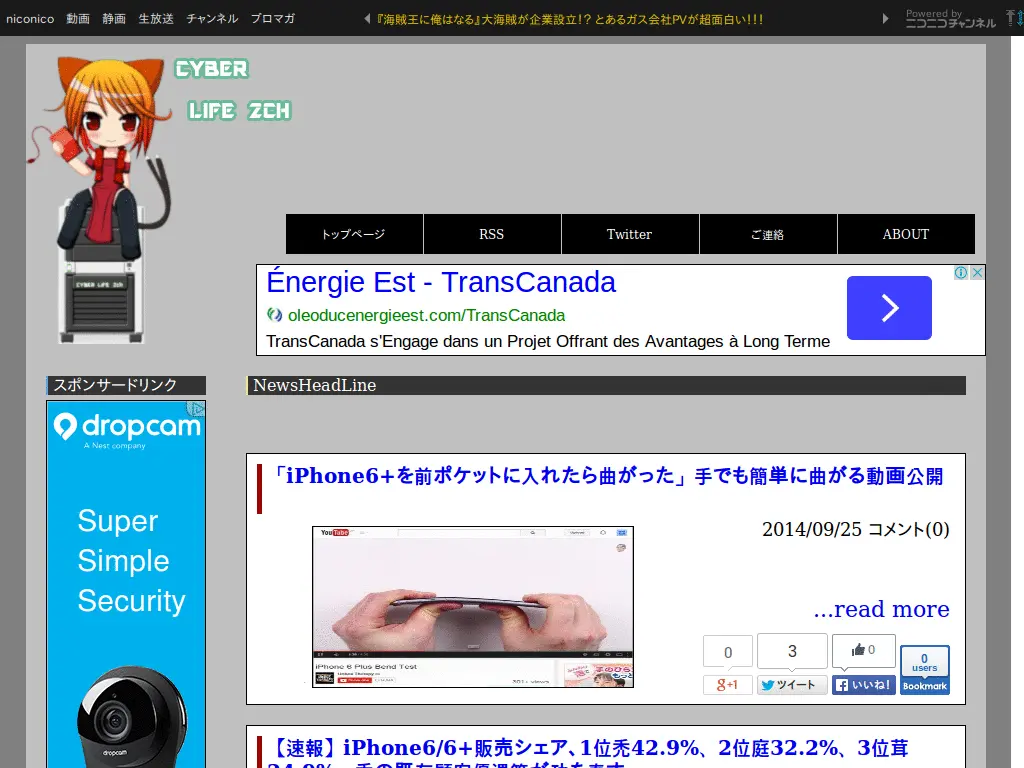 niconico 動画 静画 生放送 チャンネル ブロマガ
『海賊王に俺はなる』大海賊が企業設立!? とあるガス会社PVが超面白い!!!
Powered by
ニコニコチャンネル
CYBER
LIFE 2CH
CYBER LIFE 2CH
トップページ RSS Twitter ご連絡 ABOUT
Énergie Est - TransCanada
oleoducenergieest.com/TransCanada
TransCanada s'Engage dans un Projet Offrant des Avantages à Long Terme
スポンサードリンク
NewsHeadLine
dropcam
A Nest company
Super
Simple
Security
dropcam
「iPhone6+を前ポケットに入れたら曲がった」手でも簡単に曲がる動画公開
2014/09/25 コメント(0)
YouTube
iPhone 6 Plus Bend Test
301+ views
...read more
0 3 0 0
users
g+1 ツイート いいね! Bookmark
【速報】iPhone6/6+販売シェア、1位禿42.9%、2位庭32.2%、3位茸